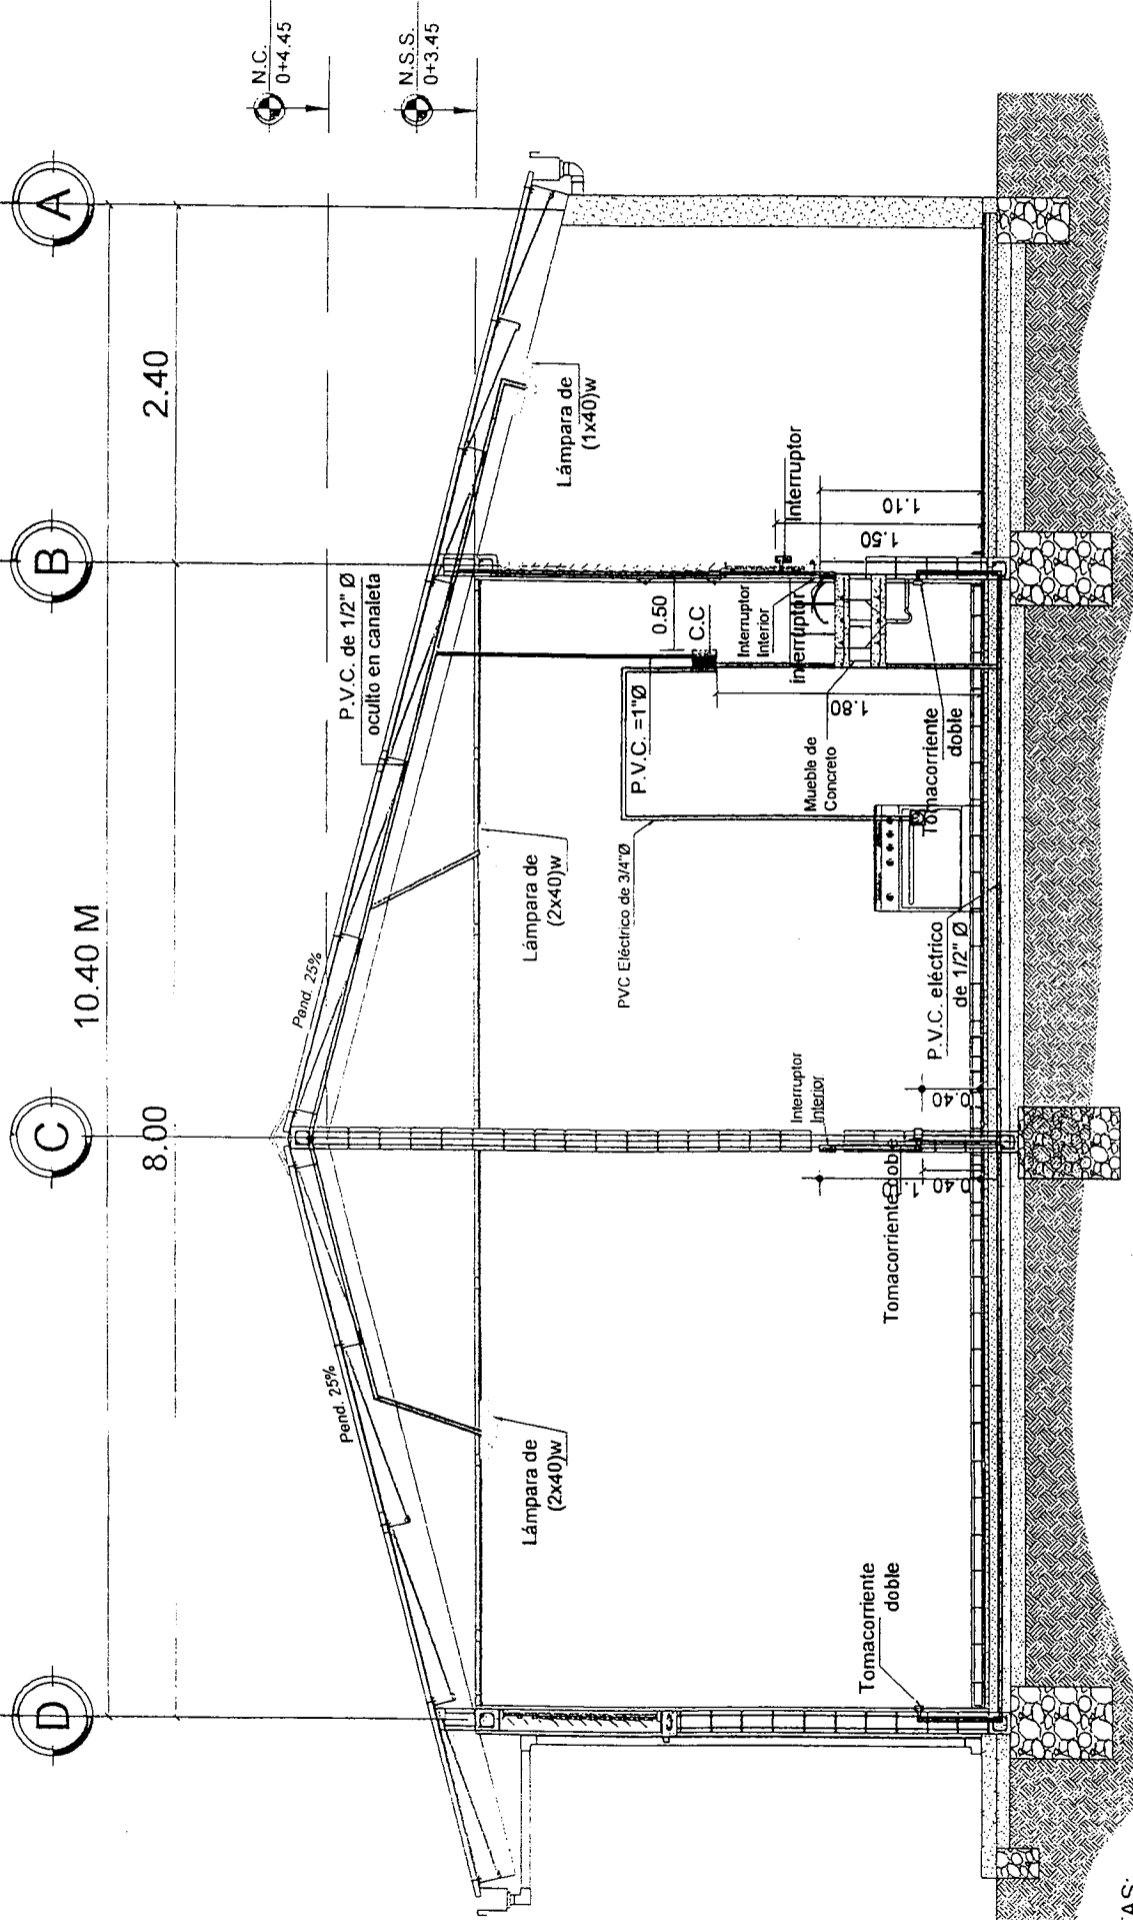 D
C
B
A
10.40 M
8.00
2.40
N.C.
0+4.45
N.S.S.
0+3.45
Pend. 25%
Pend. 25%
P.V.C. de 1/2" Ø
oculto en canaleta
Lámpara de
(2x40)w
Lámpara de
(2x40)w
Lámpara de
(1x40)w
0.50
C.C
P.V.C. =1"Ø
PVC Eléctrico de 3/4"Ø
Interruptor
Interruptor
Interior
interruptor
1.80
1.50
1.10
Mueble de
Concreto
Interruptor
Interior
Tomacorriente
doble
Tomacorriente doble
Tomacorriente
doble
P.V.C. eléctrico
de 1/2" Ø
0.40
0.40